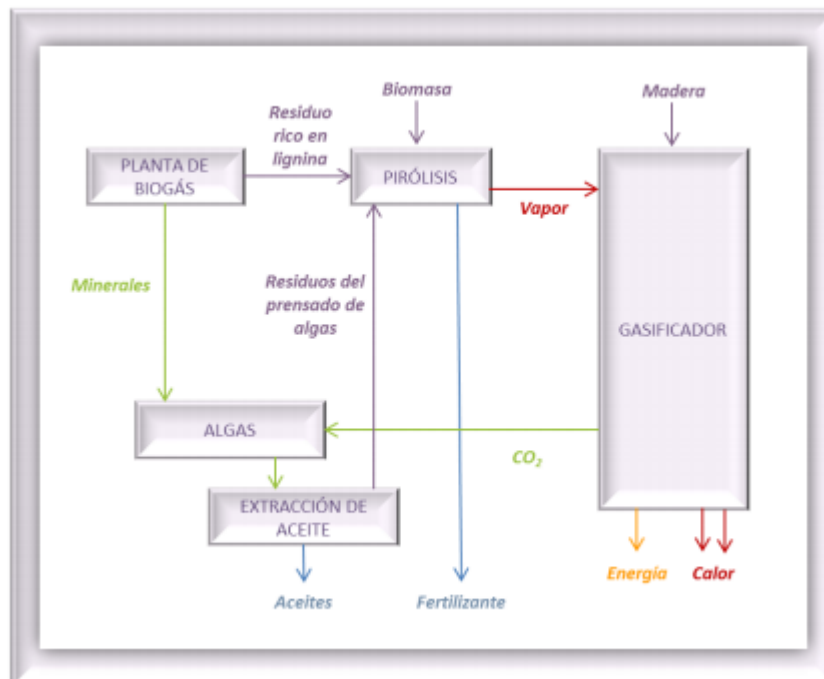 Biomasa
Madera
Residuo
rico en
lignina
PLANTA DE
BIOGÁS
PIRÓLISIS
Vapor
Minerales
Residuos del
prensado de
algas
GASIFICADOR
ALGAS
CO₂
EXTRACCIÓN DE
ACEITE
Aceites
Fertilizante
Energía
Calor